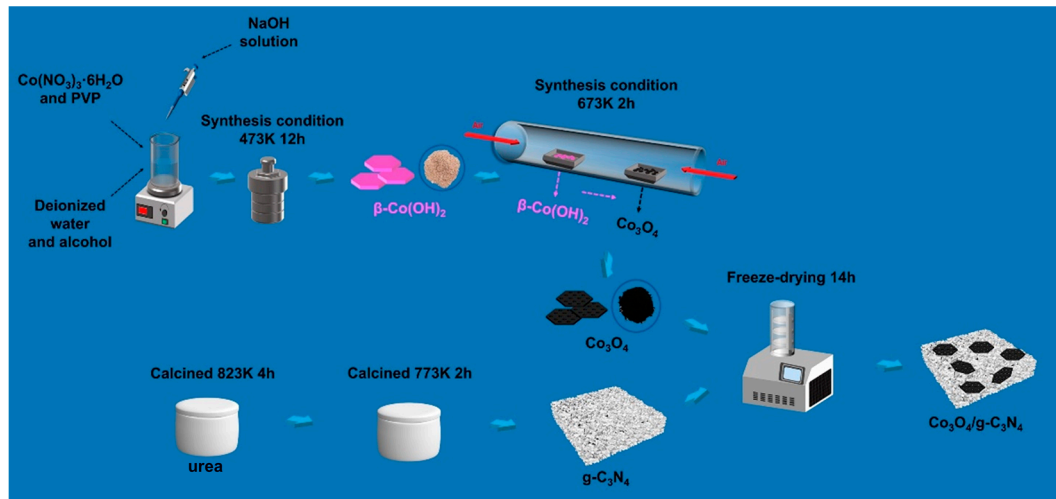 NaOH
solution
Co(NO₃)₃·6H₂O
and PVP
Synthesis condition
473K 12h
Deionized
water
and alcohol
β-Co(OH)₂
Synthesis condition
673K 2h
β-Co(OH)₂
Co₃O₄
Co₃O₄
Freeze-drying 14h
Co₃O₄/g-C₃N₄
Calcined 823K 4h
urea
Calcined 773K 2h
g-C₃N₄